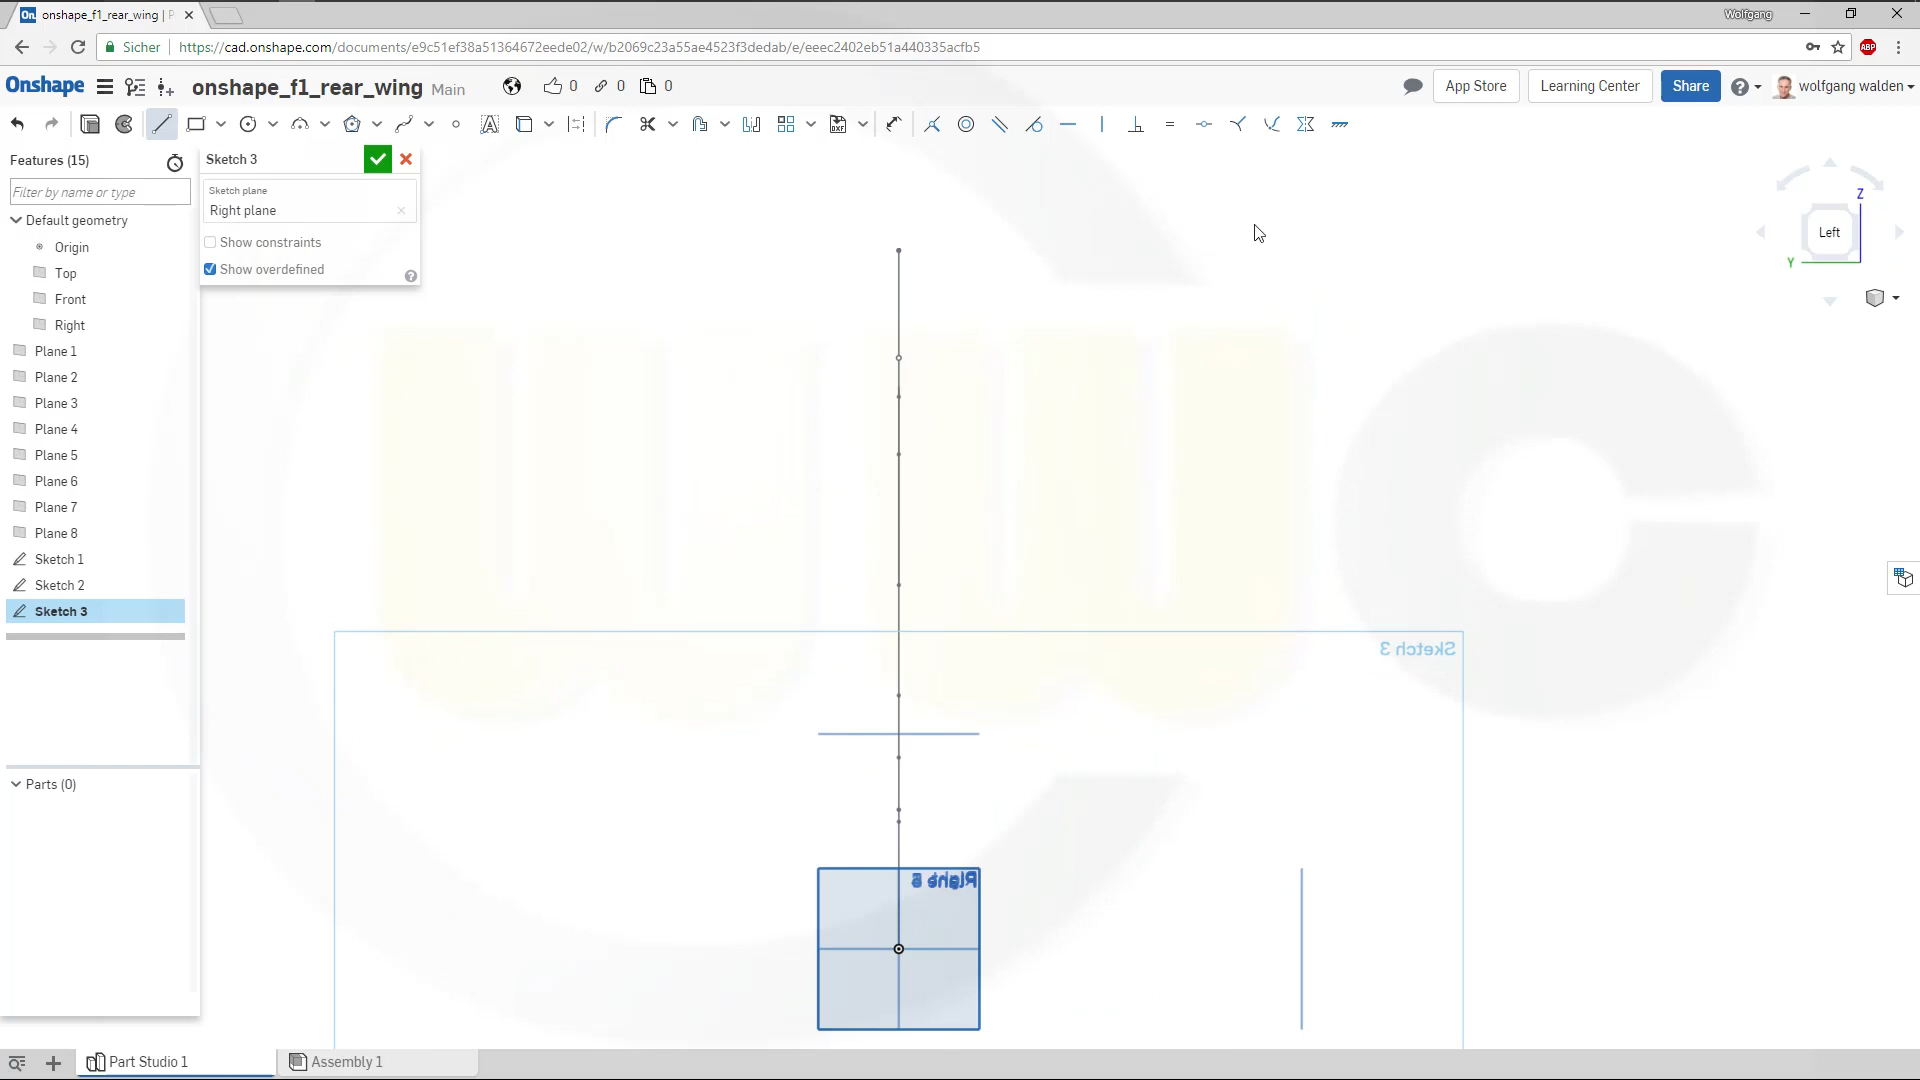 On onshape_f1_rear_wing | P
Wolfgang
Sicher https://cad.onshape.com/documents/e9c51ef38a51364672eede02/w/b2069c23a55ae4523f3dedab/e/eeec2402eb51a440335acfb5
ABP
Onshape onshape_f1_rear_wing Main 0 0 0 App Store Learning Center Share wolfgang walden
DXF
Features (15)
Filter by name or type
Default geometry
Origin
Top
Front
Right
Plane 1
Plane 2
Plane 3
Plane 4
Plane 5
Plane 6
Plane 7
Plane 8
Sketch 1
Sketch 2
Sketch 3
Parts (0)
Sketch 3
Sketch plane
Right plane
Show constraints
Show overdefined
Z
Left
Y
Sketch 3
wwc
Part Studio 1 Assembly 1